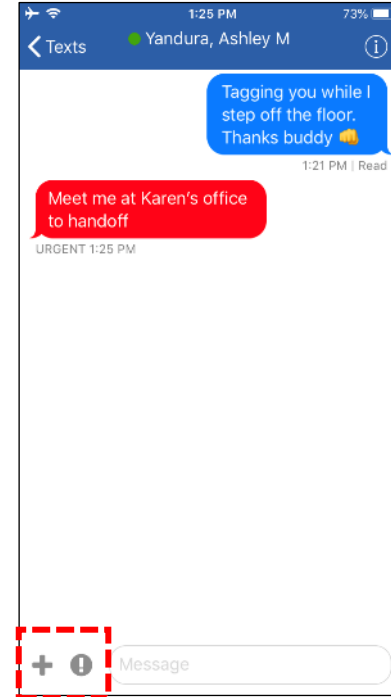 1:25 PM
73%
Texts
Yandura, Ashley M
Tagging you while I
step off the floor.
Thanks buddy 👊
1:21 PM | Read
Meet me at Karen's office
to handoff
URGENT 1:25 PM
Message